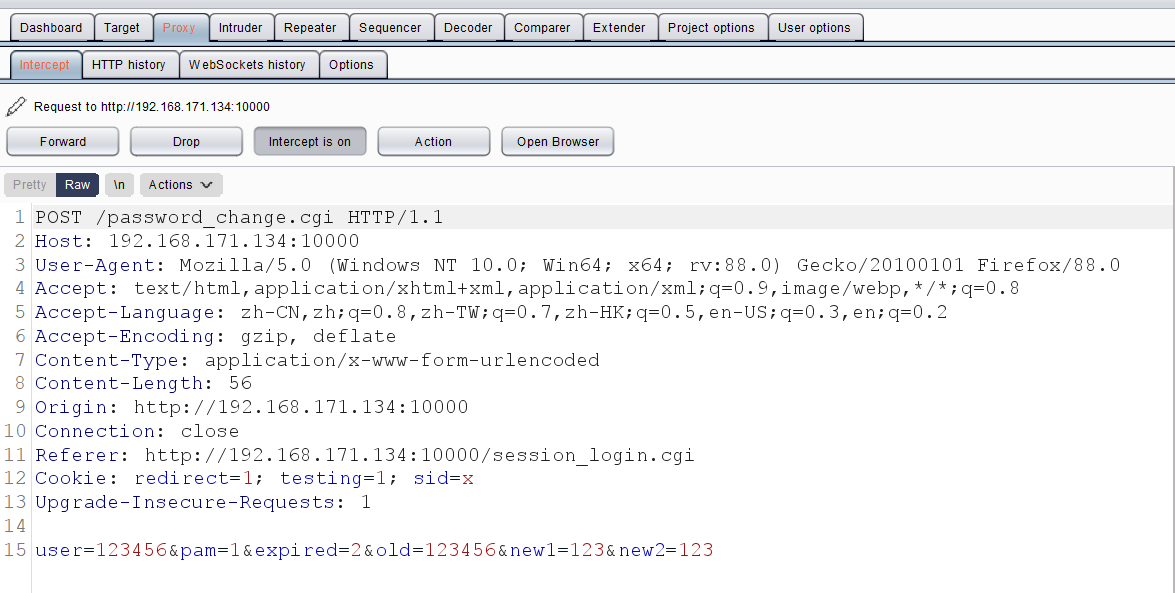 Dashboard Target Proxy Intruder Repeater Sequencer Decoder Comparer Extender Project options User options
Intercept HTTP history WebSockets history Options
Request to http://192.168.171.134:10000
Forward Drop Intercept is on Action Open Browser
Pretty Raw \n Actions
1 POST /password_change.cgi HTTP/1.1
2 Host: 192.168.171.134:10000
3 User-Agent: Mozilla/5.0 (Windows NT 10.0; Win64; x64; rv:88.0) Gecko/20100101 Firefox/88.0
4 Accept: text/html,application/xhtml+xml,application/xml;q=0.9,image/webp,*/*;q=0.8
5 Accept-Language: zh-CN,zh;q=0.8,zh-TW;q=0.7,zh-HK;q=0.5,en-US;q=0.3,en;q=0.2
6 Accept-Encoding: gzip, deflate
7 Content-Type: application/x-www-form-urlencoded
8 Content-Length: 56
9 Origin: http://192.168.171.134:10000
10 Connection: close
11 Referer: http://192.168.171.134:10000/session_login.cgi
12 Cookie: redirect=1; testing=1; sid=x
13 Upgrade-Insecure-Requests: 1
14
15 user=123456&pam=1&expired=2&old=123456&new1=123&new2=123